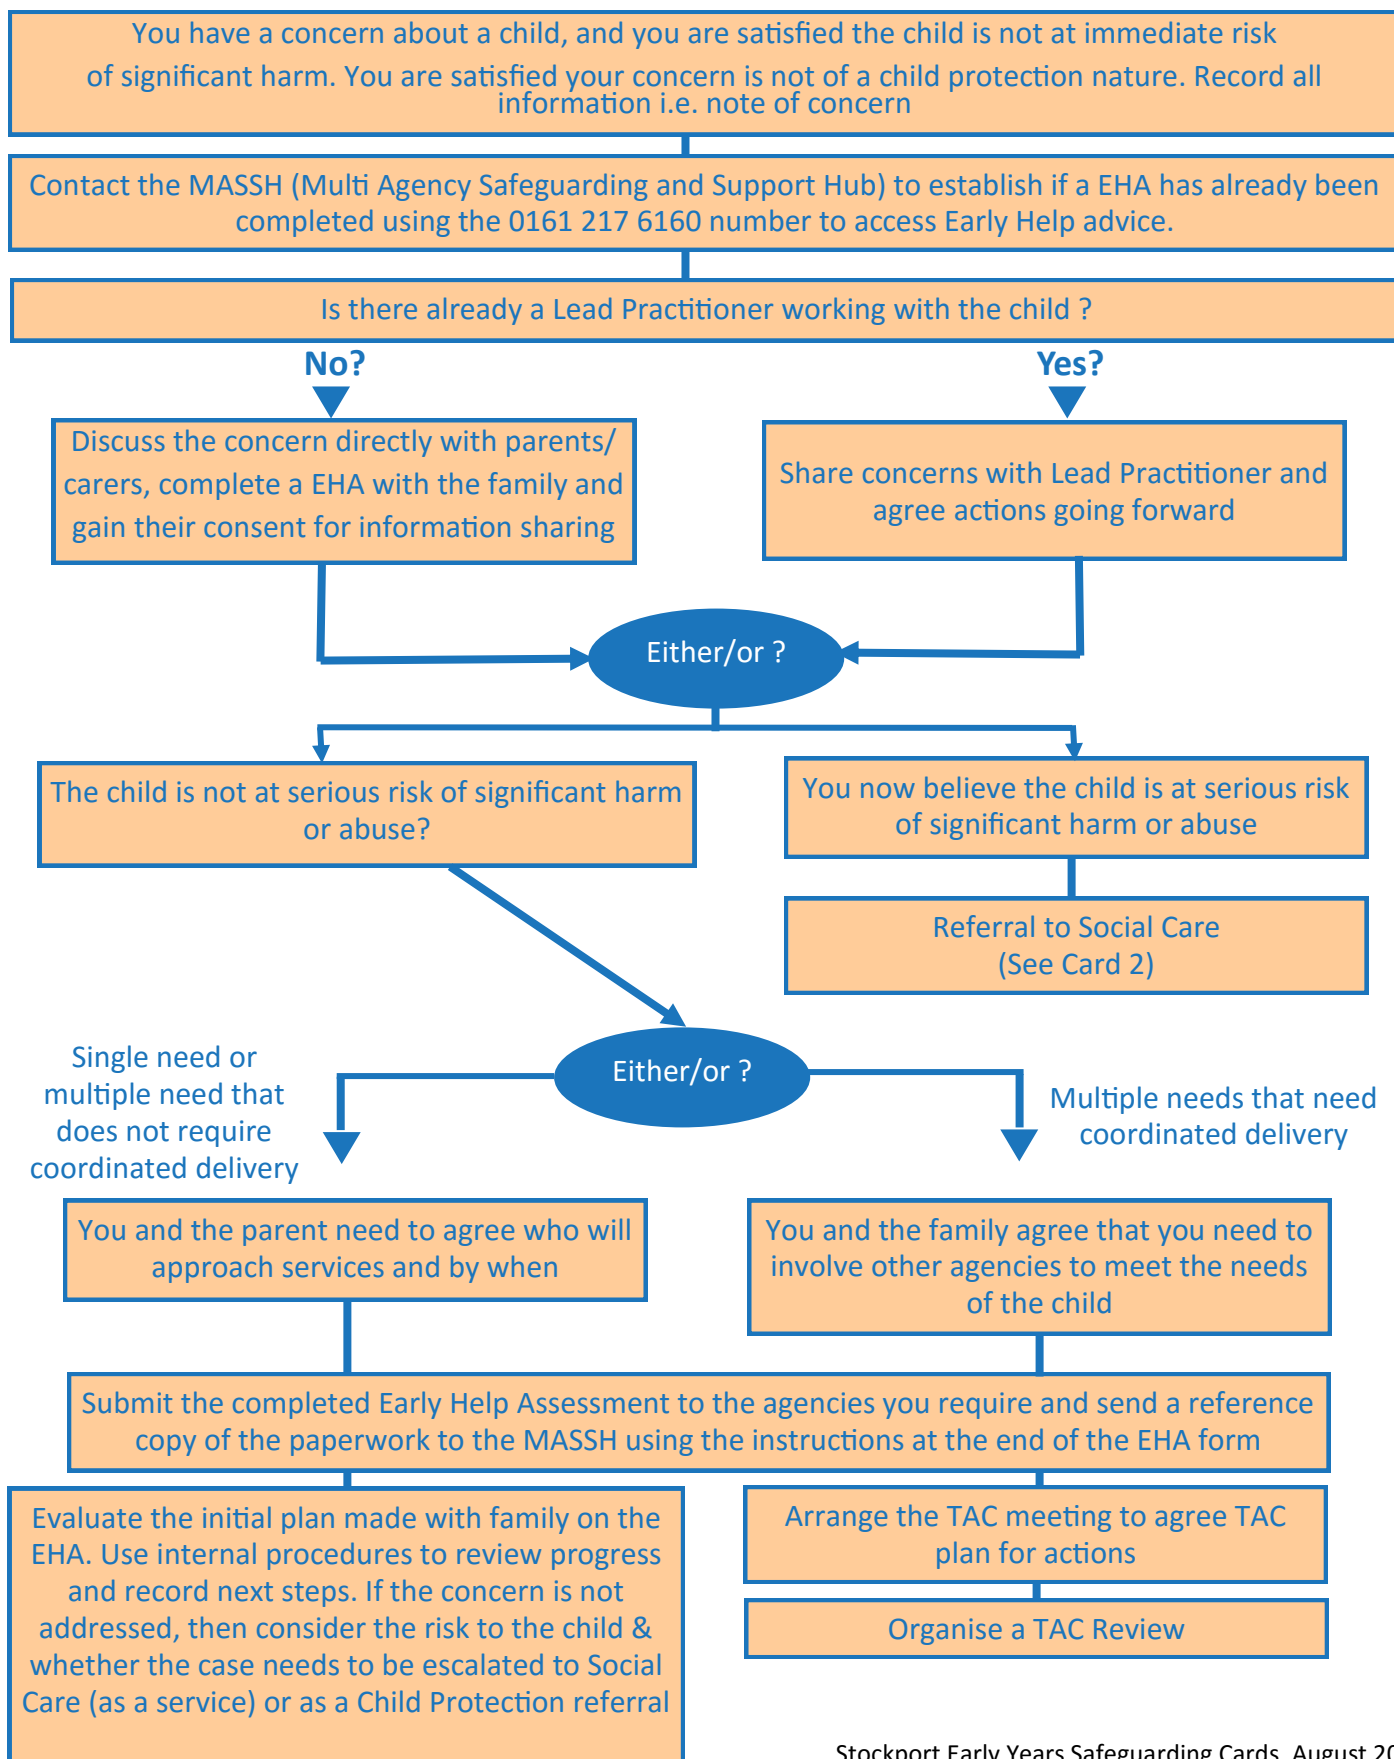 You have a concern about a child, and you are satisfied the child is not at immediate risk
of significant harm. You are satisfied your concern is not of a child protection nature. Record all
information i.e. note of concern
Contact the MASSH (Multi Agency Safeguarding and Support Hub) to establish if a EHA has already been
completed using the 0161 217 6160 number to access Early Help advice.
Is there already a Lead Practitioner working with the child ?
No?
Yes?
Discuss the concern directly with parents/
carers, complete a EHA with the family and
gain their consent for information sharing
Share concerns with Lead Practitioner and
agree actions going forward
Either/or ?
The child is not at serious risk of significant harm
or abuse?
You now believe the child is at serious risk
of significant harm or abuse
Referral to Social Care
(See Card 2)
Either/or ?
Single need or
multiple need that
does not require
coordinated delivery
Multiple needs that need
coordinated delivery
You and the parent need to agree who will
approach services and by when
You and the family agree that you need to
involve other agencies to meet the needs
of the child
Submit the completed Early Help Assessment to the agencies you require and send a reference
copy of the paperwork to the MASSH using the instructions at the end of the EHA form
Evaluate the initial plan made with family on the
EHA. Use internal procedures to review progress
and record next steps. If the concern is not
addressed, then consider the risk to the child &
whether the case needs to be escalated to Social
Care (as a service) or as a Child Protection referral
Arrange the TAC meeting to agree TAC
plan for actions
Organise a TAC Review
Stockport Early Years Safeguarding Cards August